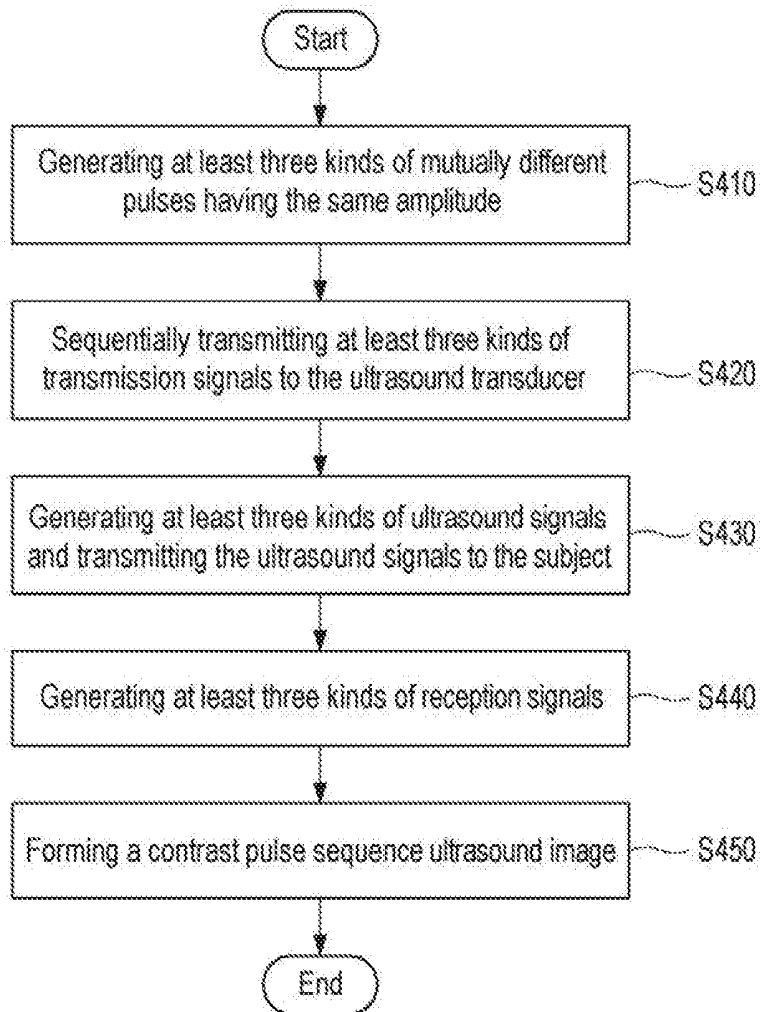 Start
Generating at least three kinds of mutually different
pulses having the same amplitude
S410
Sequentially transmitting at least three kinds of
transmission signals to the ultrasound transducer
S420
Generating at least three kinds of ultrasound signals
and transmitting the ultrasound signals to the subject
S430
Generating at least three kinds of reception signals
S440
Forming a contrast pulse sequence ultrasound image
S450
End